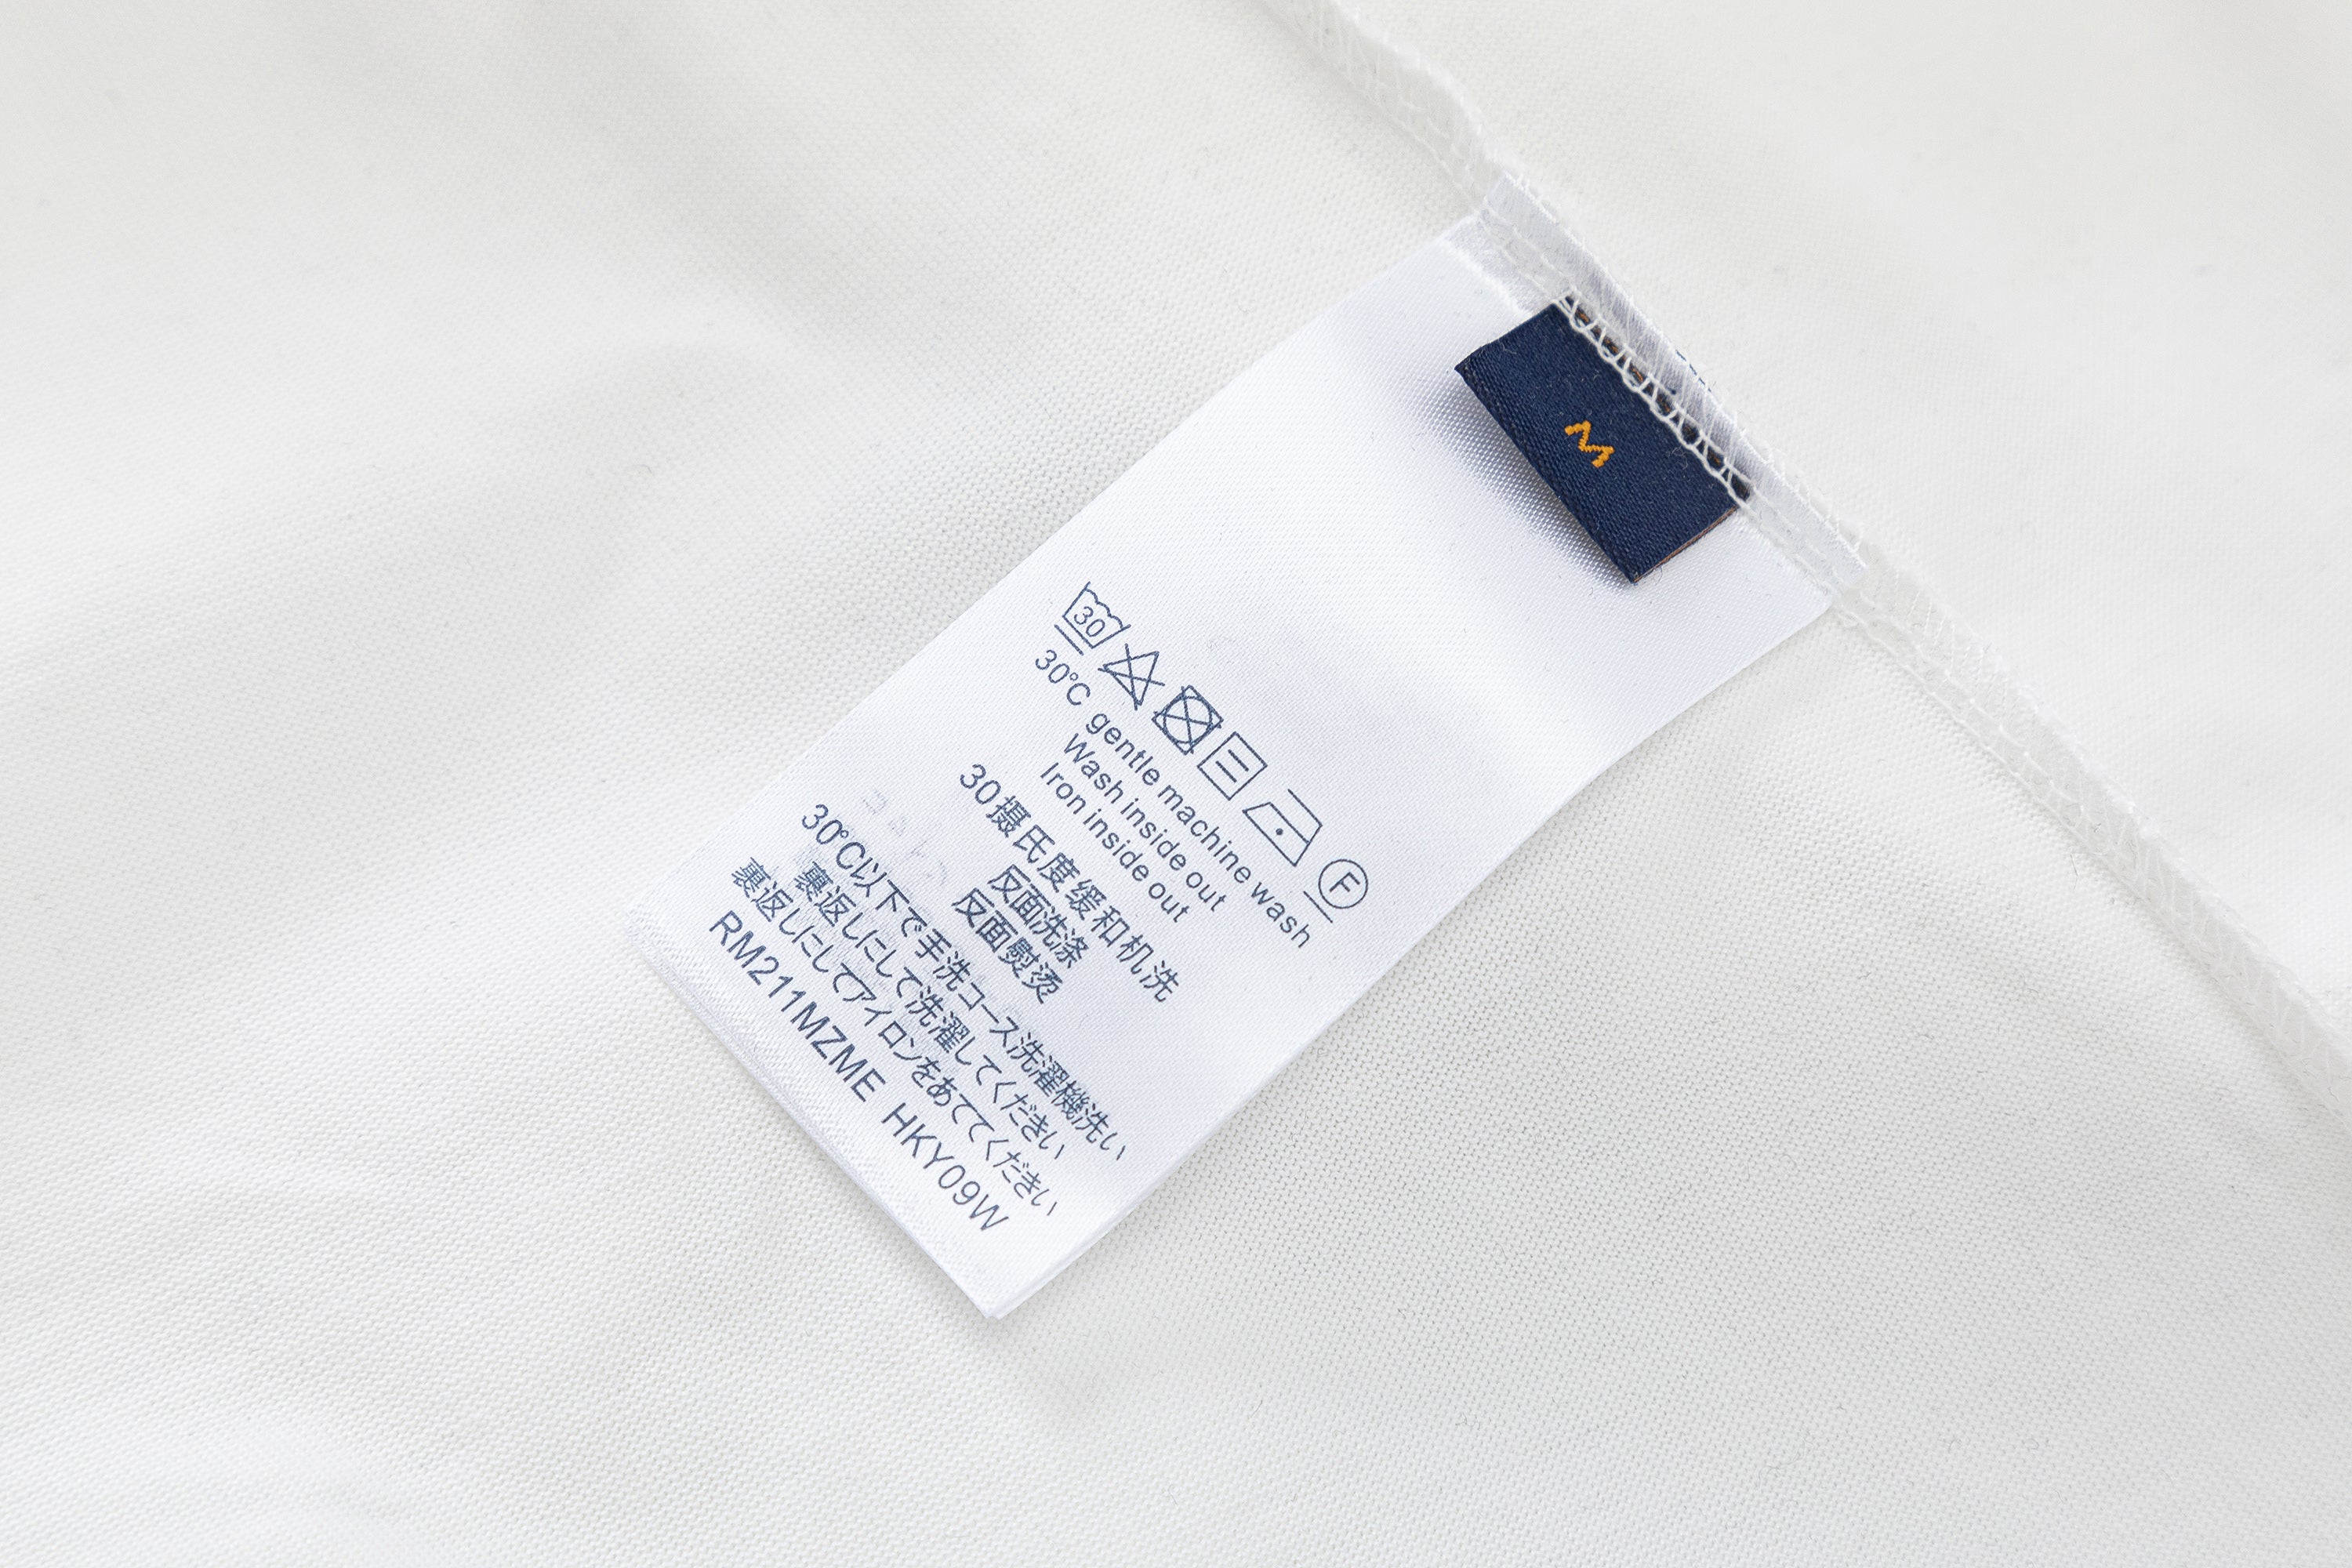 M
30
F
30°C gentle machine wash
Wash inside out
Iron inside out
30摄氏度缓和机洗
反面洗涤
反面熨烫
30℃以下で手洗コース洗濯機洗い
裏返しにして洗濯してください
裏返しにしてアイロンをあててください
RM211MZME HKY09W